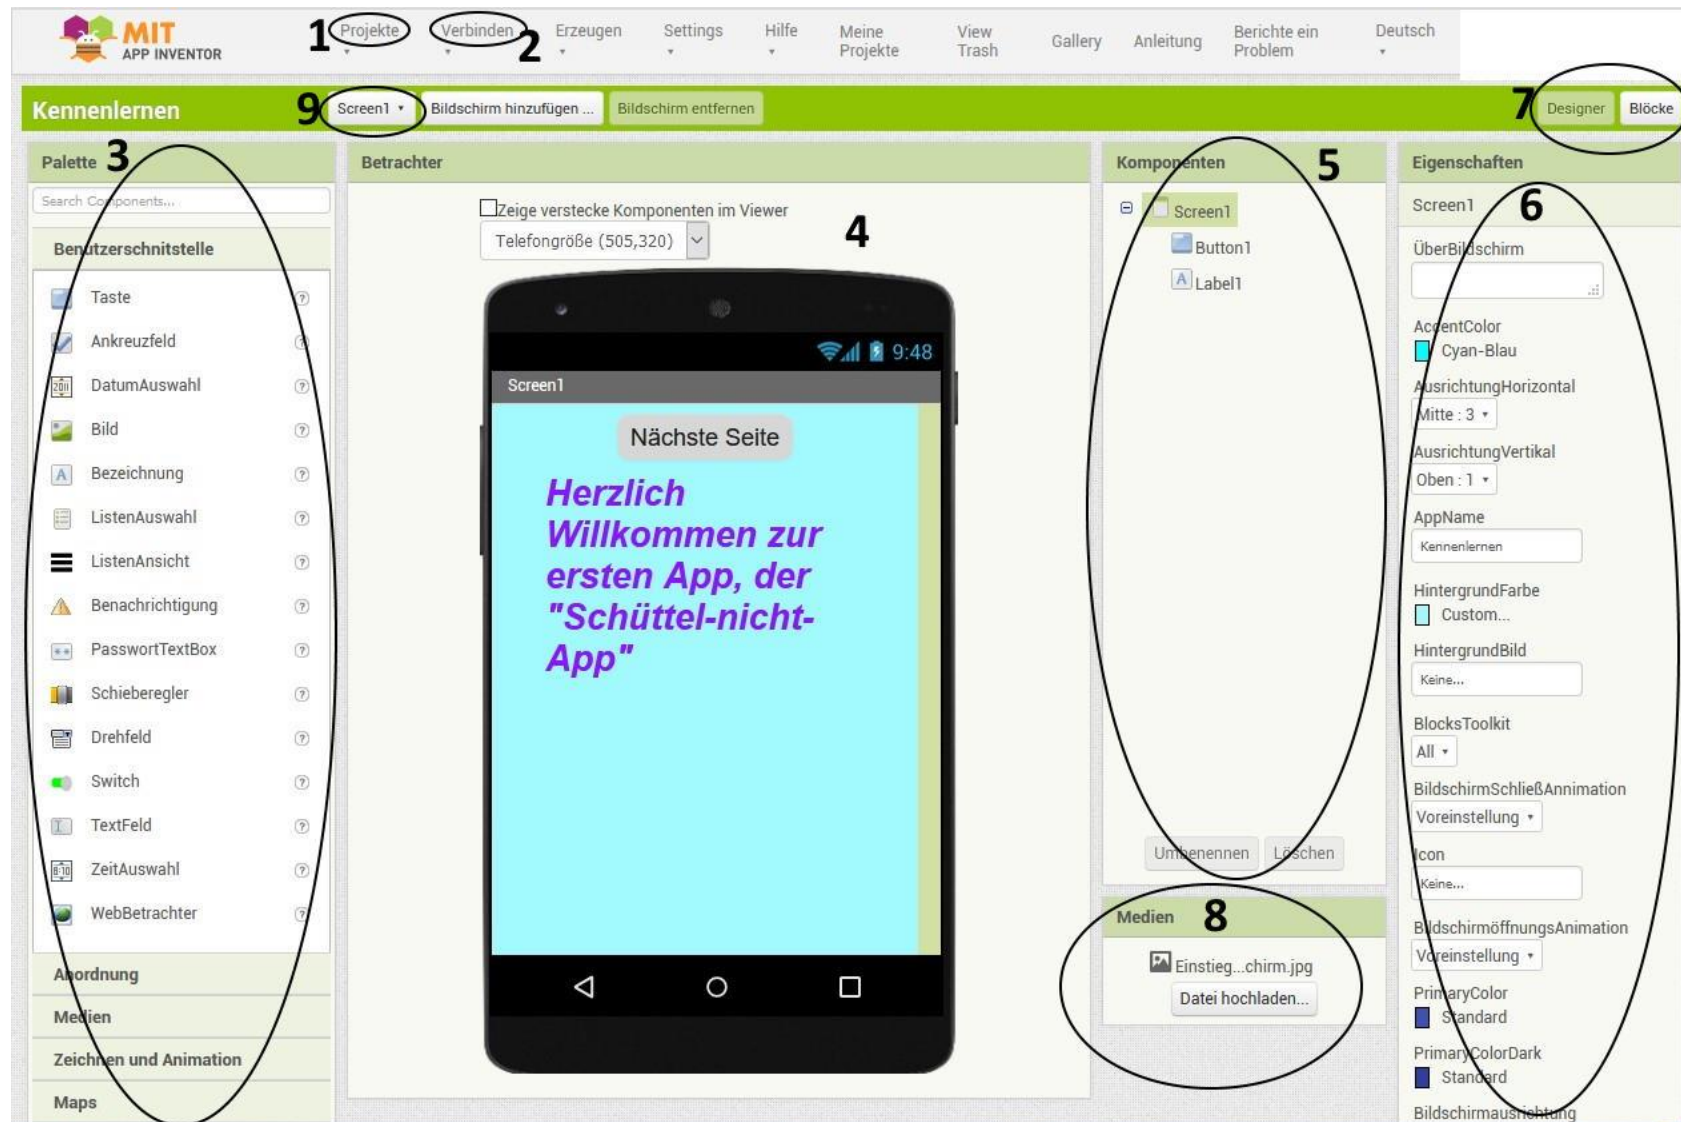 MIT
APP INVENTOR
1 Projekte
Verbinden 2
Erzeugen
Settings
Hilfe
Meine
Projekte
View
Trash
Gallery
Anleitung
Berichte ein
Problem
Deutsch
Kennenlernen
9 Screen1
Bildschirm hinzufügen ...
Bildschirm entfernen
7 Designer
Blöcke
Palette 3
Search Components...
Benutzerschnitstelle
Taste
Ankreuzfeld
DatumAuswahl
Bild
Bezeichnung
ListenAuswahl
ListenAnsicht
Benachrichtigung
PasswortTextBox
Schieberegler
Drehfeld
Switch
TextFeld
ZeitAuswahl
WebBetrachter
Anordnung
Medien
Zeichnen und Animation
Maps
Betrachter
Zeige verstecke Komponenten im Viewer
Telefongröße (505,320)
4
9:48
Screen1
Nächste Seite
Herzlich
Willkommen zur
ersten App, der
"Schüttel-nicht-
App"
Komponenten 5
Screen1
Button1
A Label1
Umbenennen
Löschen
Medien 8
Einstieg...chirm.jpg
Datei hochladen...
Eigenschaften
Screen1 6
ÜberBildschirm
AccentColor
Cyan-Blau
AusrichtungHorizontal
Mitte : 3
AusrichtungVertikal
Oben : 1
AppName
Kennenlernen
HintergrundFarbe
Custom...
HintergrundBild
Keine...
BlocksToolkit
All
BildschirmSchließAnnimation
Voreinstellung
Icon
Keine...
BildschirmöffnungsAnimation
Voreinstellung
PrimaryColor
Standard
PrimaryColorDark
Standard
Bildschirmausrichtung